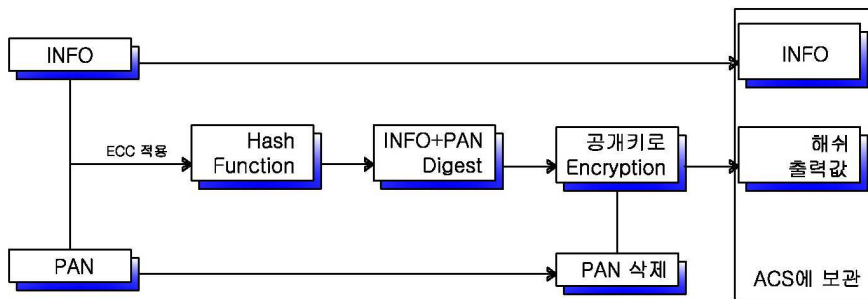 INFO
INFO
ECC 적용
Hash
Function
INFO+PAN
Digest
공개키로
Encryption
해쉬
출력값
PAN
PAN 삭제
ACS에 보관